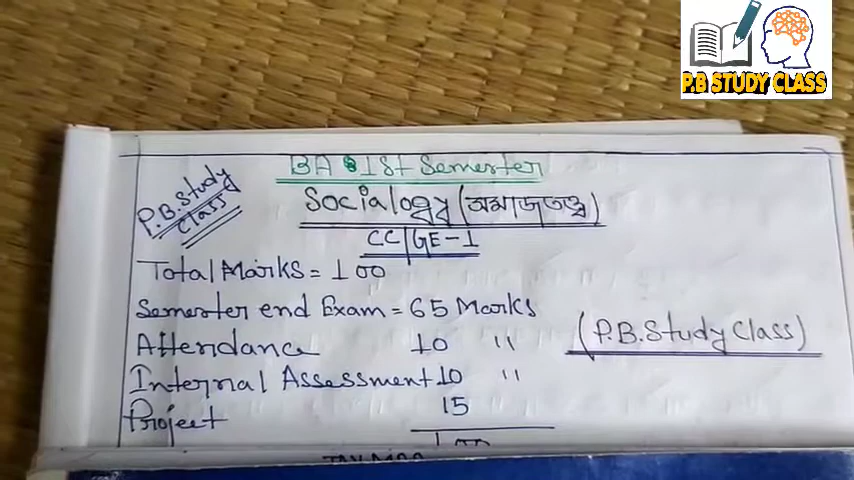 P.B STUDY CLASS
BA 1st Semester
P.B. Study Class
Socialogy (সমাজতত্ত্ব)
CC/GE-1
Total Marks = 100
Semester end Exam = 65 Marks
(P.B. Study Class)
Attendance 10 "
Internal Assessment 10 "
Project 15
100